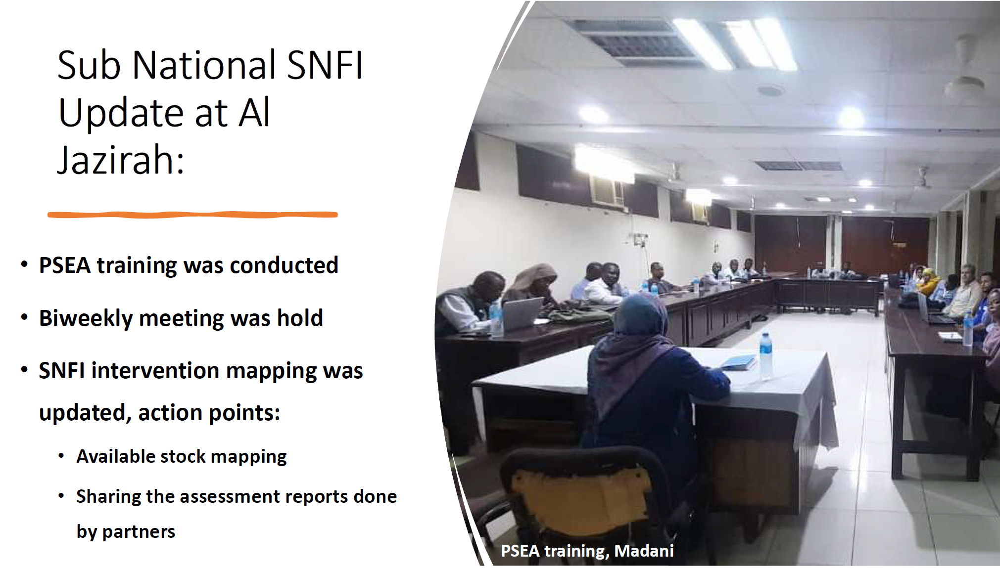 Sub National SNFI
Update at Al
Jazirah:
• PSEA training was conducted
• Biweekly meeting was hold
• SNFI intervention mapping was
updated, action points:
• Available stock mapping
• Sharing the assessment reports done
by partners
PSEA training, Madani